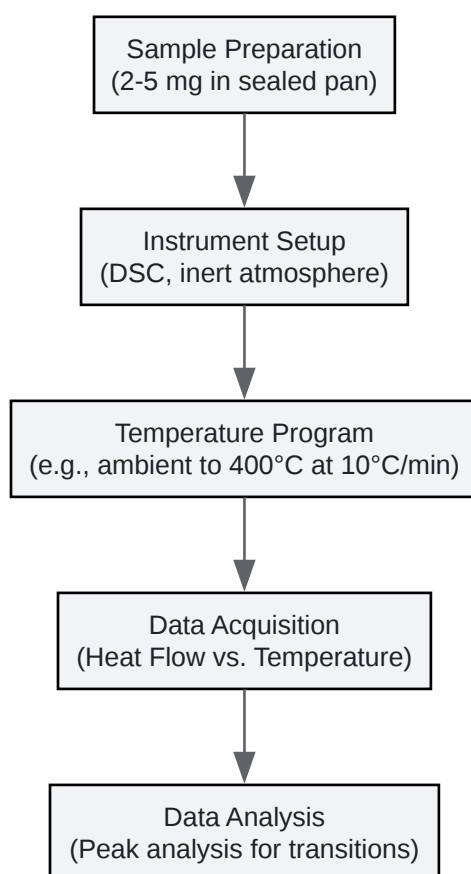 Sample Preparation
(2-5 mg in sealed pan)
Instrument Setup
(DSC, inert atmosphere)
Temperature Program
(e.g., ambient to 400°C at 10°C/min)
Data Acquisition
(Heat Flow vs. Temperature)
Data Analysis
(Peak analysis for transitions)